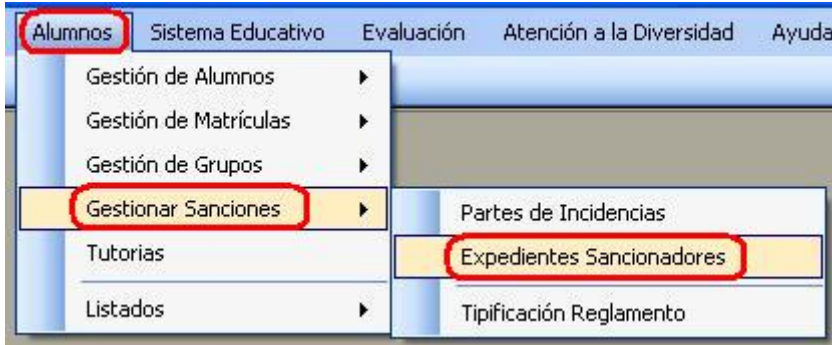 Alumnos Sistema Educativo Evaluación Atención a la Diversidad Ayuda
Gestión de Alumnos
Gestión de Matrículas
Gestión de Grupos
Gestionar Sanciones
Tutorias
Listados
Partes de Incidencias
Expedientes Sancionadores
Tipificación Reglamento